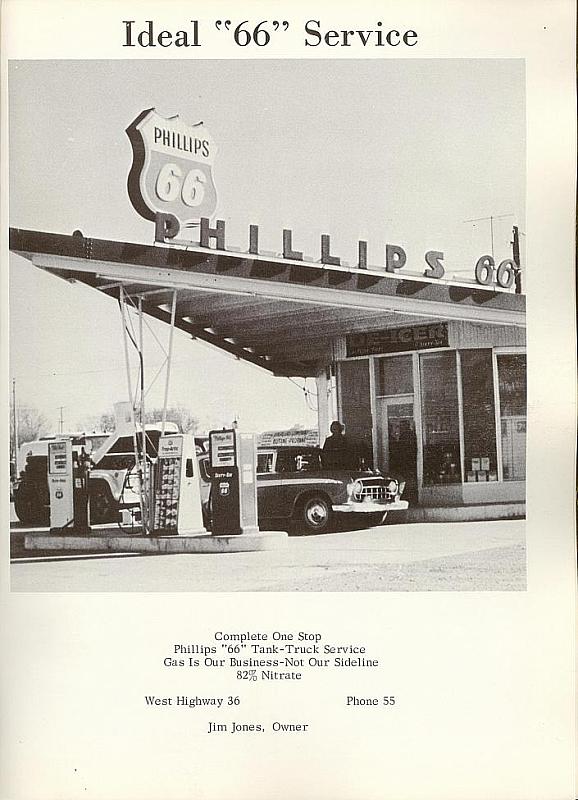 Ideal "66" Service
PHILLIPS
66
PHILLIPS 66
DEICER
Complete One Stop
Phillips "66" Tank-Truck Service
Gas Is Our Business-Not Our Sideline
82% Nitrate
West Highway 36 Phone 55
Jim Jones, Owner